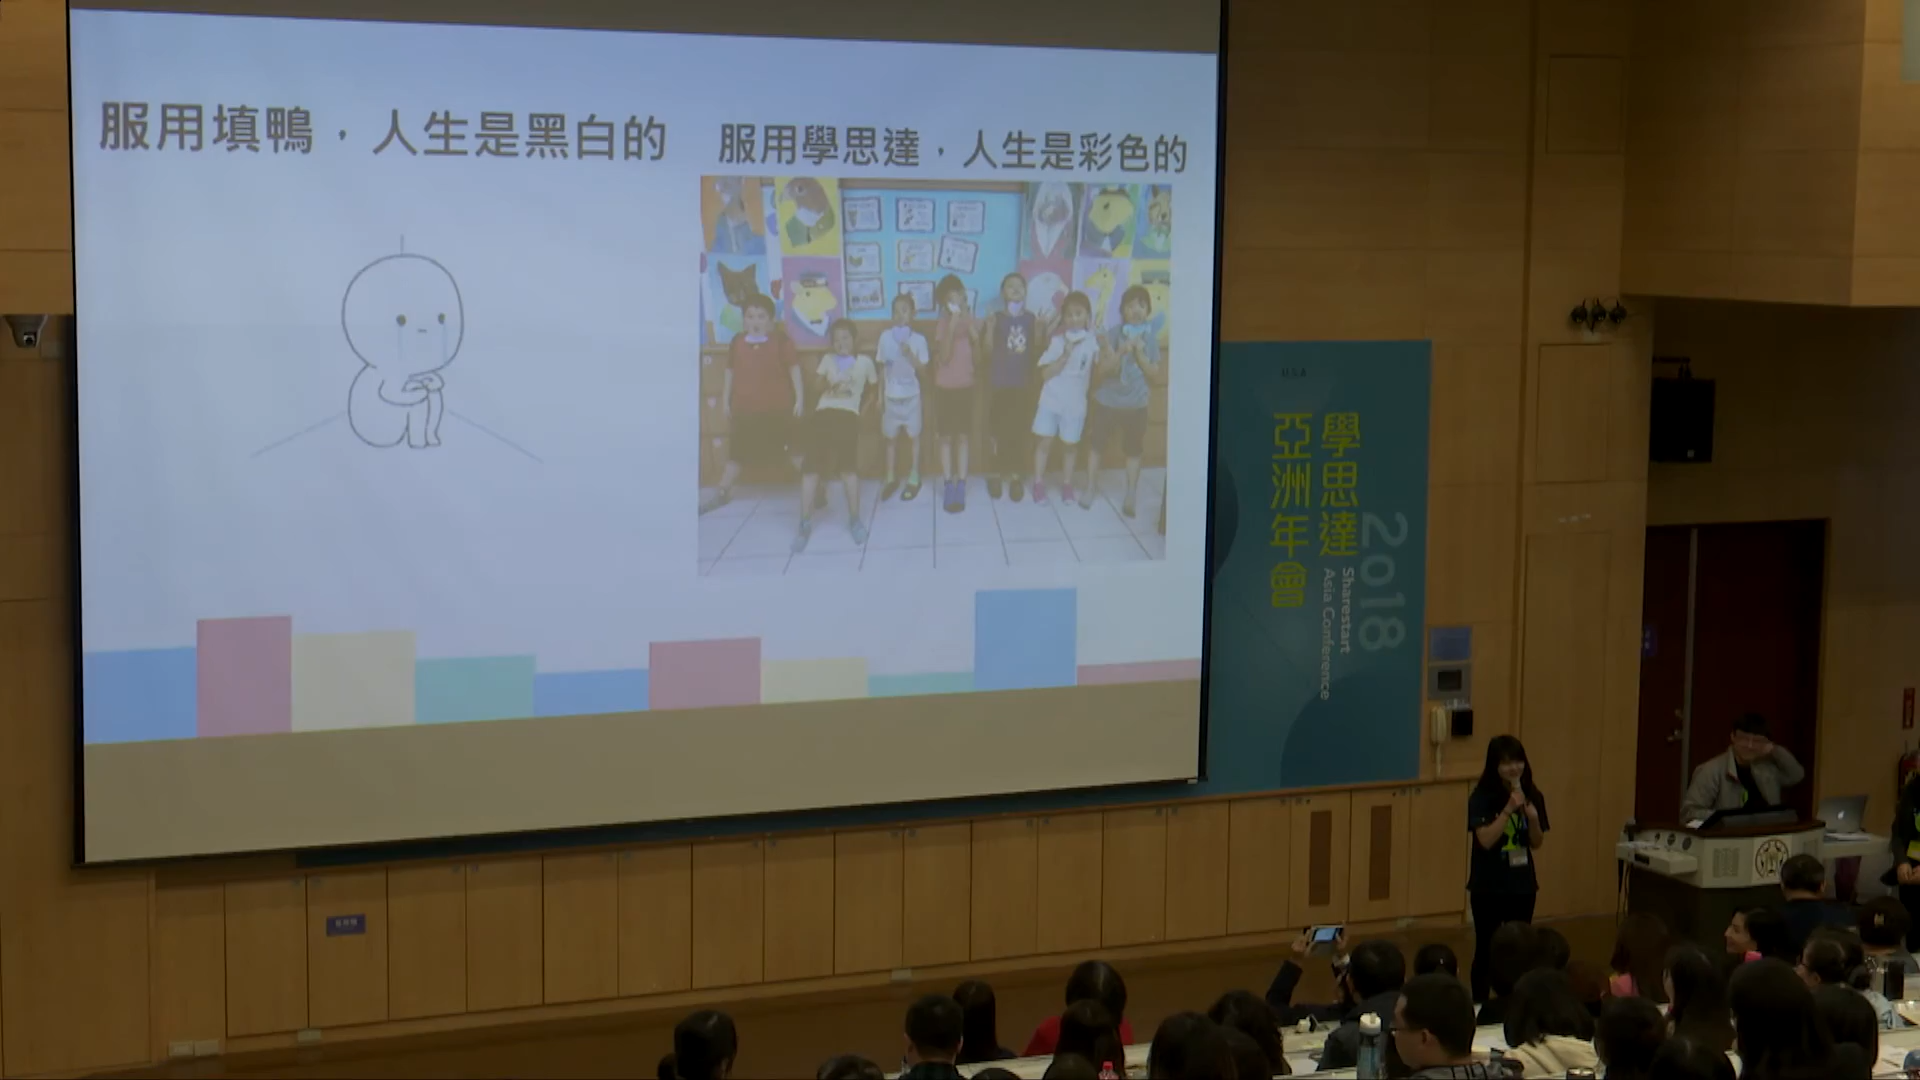 服用填鴨，人生是黑白的
服用學思達，人生是彩色的
學思達
亞洲年會
2018
Sharestart
Asia Conference